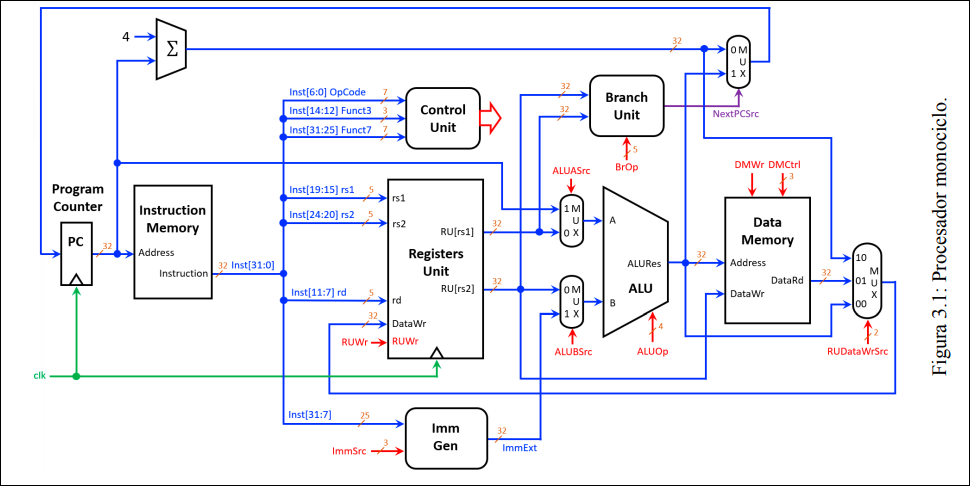 4
Σ
32
0 M
U
1 X
NextPCSrc
Inst[6:0] OpCode
7
Inst[14:12] Funct3
3
Inst[31:25] Funct7
7
Control
Unit
32
32
Branch
Unit
5
BrOp
Program
Counter
PC
32
Instruction
Memory
Address
Instruction
32
Inst[31:0]
Inst[19:15] rs1
5
Inst[24:20] rs2
5
Inst[11:7] rd
5
32
RUWr
rs1
rs2
RU[rs1]
Registers
Unit
RU[rs2]
rd
DataWr
RUWr
32
32
ALUASrc
1 M
U
0 X
0 M
U
1 X
ALUBSrc
A
ALURes
ALU
B
4
ALUOp
32
DMWr DMCtrl
3
Data
Memory
Address
DataRd
DataWr
32
10
M
01 U
X
00
2
RUDataWrSrc
32
clk
Inst[31:7]
25
ImmSrc
3
Imm
Gen
32
ImmExt
Figura 3.1: Procesador monociclo.